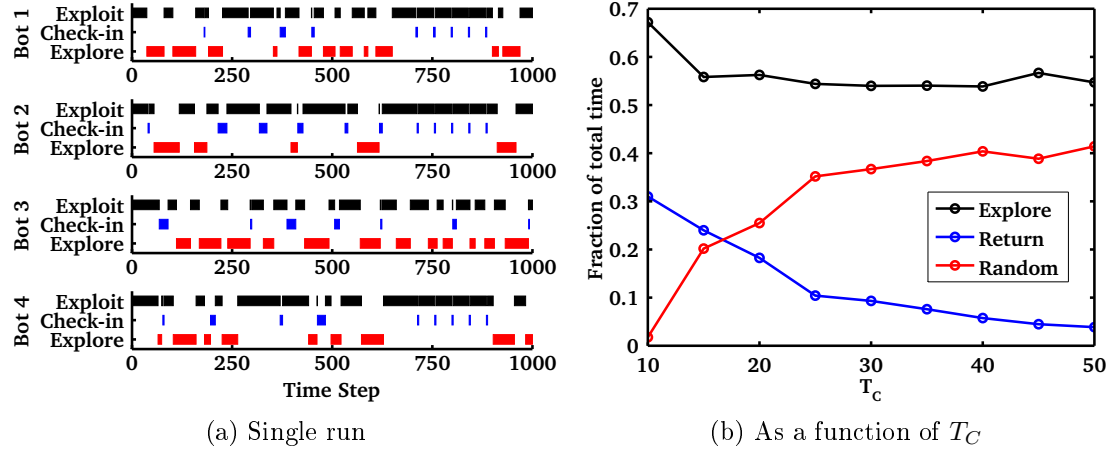 Bot 1
Exploit
Check-in
Explore
0 250 500 750 1000
Bot 2
Exploit
Check-in
Explore
0 250 500 750 1000
Bot 3
Exploit
Check-in
Explore
0 250 500 750 1000
Bot 4
Exploit
Check-in
Explore
0 250 500 750 1000
Time Step
(a) Single run
Fraction of total time
0.7
0.6
0.5
0.4
0.3
0.2
0.1
0
10 20 30 40 50
T_C
Explore
Return
Random
(b) As a function of T_C